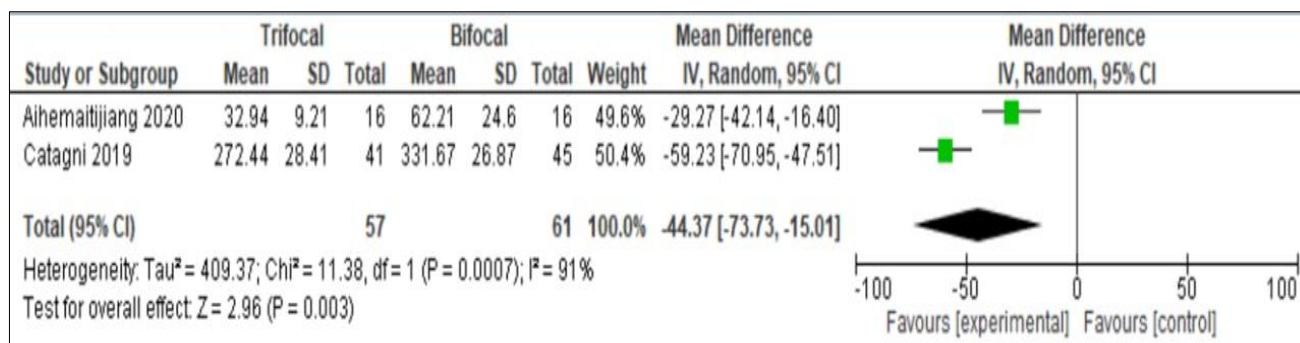 Trifocal Bifocal Mean Difference Mean Difference
Study or Subgroup Mean SD Total Mean SD Total Weight IV, Random, 95% CI IV, Random, 95% CI
Aihemaitijiang 2020 32.94 9.21 16 62.21 24.6 16 49.6% -29.27 [-42.14, -16.40]
Catagni 2019 272.44 28.41 41 331.67 26.87 45 50.4% -59.23 [-70.95, -47.51]
Total (95% CI) 57 61 100.0% -44.37 [-73.73, -15.01]
Heterogeneity: Tau² = 409.37; Chi² = 11.38, df = 1 (P = 0.0007); I² = 91%
Test for overall effect: Z = 2.96 (P = 0.003)
-100 -50 0 50 100
Favours [experimental] Favours [control]